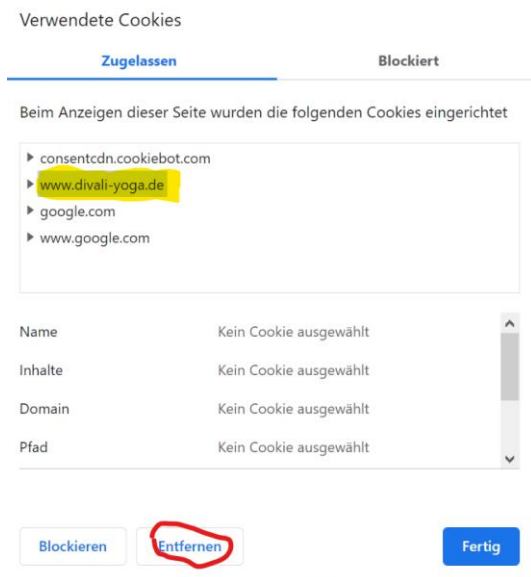 Verwendete Cookies
Zugelassen
Blockiert
Beim Anzeigen dieser Seite wurden die folgenden Cookies eingerichtet
consentcdn.cookiebot.com
www.divali-yoga.de
google.com
www.google.com
Name Kein Cookie ausgewählt
Inhalte Kein Cookie ausgewählt
Domain Kein Cookie ausgewählt
Pfad Kein Cookie ausgewählt
Blockieren Entfernen Fertig